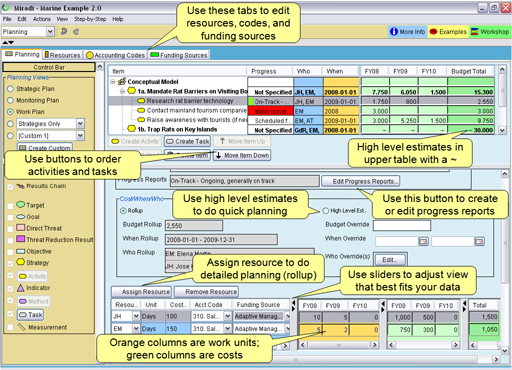 Miradi - Marine Example 2.0
Use these tabs to edit
resources, codes, and
funding sources
File Edit Actions View Step-by-Step Help
Planning
More Info Examples Workshop
Planning Resources Accounting Codes Funding Sources
Control Bar
Planning Views
Strategic Plan
Monitoring Plan
Work Plan
Strategies Only
[Custom 1]
Create Custom
Item Progress Who When FY08 FY09 FY10 Budget Total
Conceptual Model
1a. Mandate Rat Barriers on Visiting Bo Not Specified JH, EM, 2008-01-01 7,750 6,050 1,500 15,300
Research rat barrier technology On-Track - JH, EM 2008-01-01 1,750 800 2,550
Contact mainland tourism companies Major Issue EM 2008 3,000 3,000
Raise awareness with tourists (if ne Scheduled f... EM, AT 2008-01-01 3,000 5,250 1,500 9,750
1b. Trap Rats on Key Islands Not Specified GdR, EM, 2008-01-01 ~ ~ ~ ~ 30,000
Create Activity Create Task Move Item Up
Move Item Down
Use buttons to order
activities and tasks
High level estimates in
upper table with a ~
Progress Reports On-Track - Ongoing, generally on track Edit Progress Reports...
Results Chain
Target
Goal
Direct Threat
Threat Reduction Result
Objective
Strategy
Activity
Indicator
Method
Task
Measurement
Use high level estimates
to do quick planning
Use this button to create
or edit progress reports
Cost/When/Who
Rollup High Level Est.
Budget Rollup 2,550 Budget Override
When Rollup 2008-01-01 - 2009-12-31 When Override
Who Rollup EM: Elena Martin Who Override(s) Edit...
Assign resource to do
detailed planning (rollup)
Use sliders to adjust view
that best fits your data
Assign Resource Remove Resource
Resou... Unit Cost... Acct Code Funding Source FY08 FY09 FY10 FY08 FY09 FY10 Total
JH Days 100 310. Sal... Adaptive Manag... 10 5 0 1,000 500 0 1,500
EM Days 150 310. Sal... Adaptive Manag... 5 2 0 750 300 0 1,050
Orange columns are work units;
green columns are costs